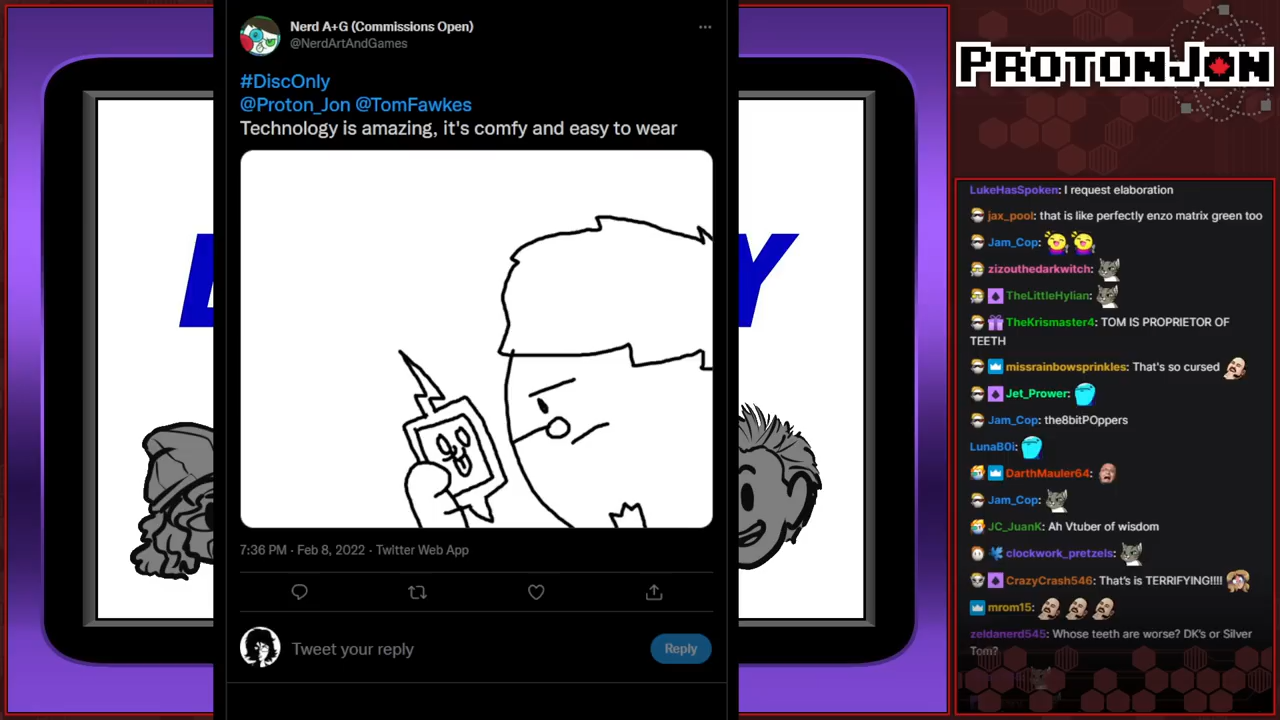 Nerd A+G (Commissions Open)
@NerdArtAndGames
#DiscOnly
@Proton_Jon @TomFawkes
Technology is amazing, it's comfy and easy to wear
7:36 PM · Feb 8, 2022 · Twitter Web App
Tweet your reply
Reply
Y
PROTONJON
LukeHasSpoken: I request elaboration
jax_pool: that is like perfectly enzo matrix green too
Jam_Cop:
zizouthedarkwitch:
TheLittleHylian:
TheKrismaster4: TOM IS PROPRIETOR OF
TEETH
missrainbowsprinkles: That's so cursed
Jet_Prower:
Jam_Cop: the8bitPOppers
LunaB0i:
DarthMauler64:
Jam_Cop:
JC_JuanK: Ah Vtuber of wisdom
clockwork_pretzels:
CrazyCrash546: That's is TERRIFYING!!!!
mrom15:
zeldanerd545: Whose teeth are worse? DK's or Silver
Tom?